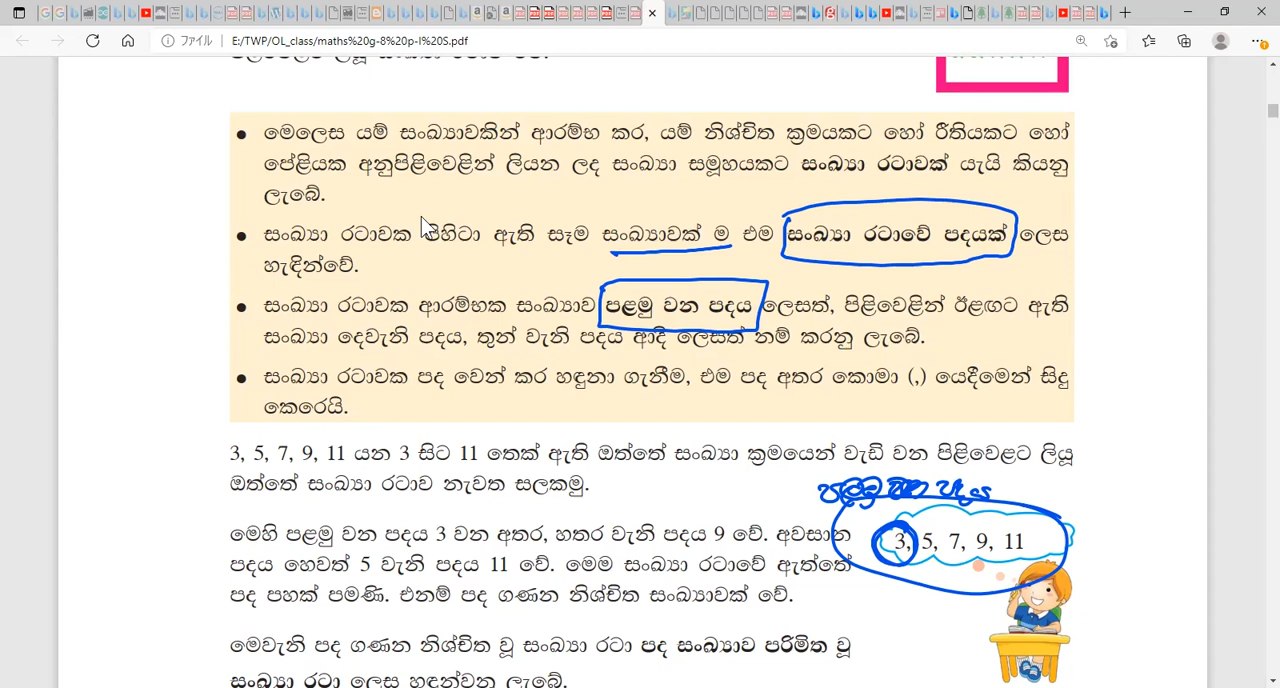 ファイル E:/TWP/OL_class/maths%20g-8%20p-I%20S.pdf
• මෙලෙස යම් සංඛ්‍යාවකින් ආරම්භ කර, යම් නිශ්චිත ක්‍රමයකට හෝ රීතියකට හෝ
පේළියක අනුපිළිවෙළින් ලියන ලද සංඛ්‍යා සමූහයකට සංඛ්‍යා රටාවක් යැයි කියනු
ලැබේ.
• සංඛ්‍යා රටාවක පිහිටා ඇති සෑම සංඛ්‍යාවක් ම එම සංඛ්‍යා රටාවේ පදයක් ලෙස
හැඳින්වේ.
• සංඛ්‍යා රටාවක ආරම්භක සංඛ්‍යාව පළමු වන පදය ලෙසත්, පිළිවෙළින් ඊළඟට ඇති
සංඛ්‍යා දෙවැනි පදය, තුන් වැනි පදය ආදි ලෙසත් නම් කරනු ලැබේ.
• සංඛ්‍යා රටාවක පද වෙන් කර හඳුනා ගැනීම, එම පද අතර කොමා (,) යෙදීමෙන් සිදු
කෙරෙයි.
3, 5, 7, 9, 11 යන 3 සිට 11 තෙක් ඇති ඔත්තේ සංඛ්‍යා ක්‍රමයෙන් වැඩි වන පිළිවෙළට ලියූ
ඔත්තේ සංඛ්‍යා රටාව නැවත සලකමු.
පළමු වන පදය
3, 5, 7, 9, 11
මෙහි පළමු වන පදය 3 වන අතර, හතර වැනි පදය 9 වේ. අවසාන
පදය හෙවත් 5 වැනි පදය 11 වේ. මෙම සංඛ්‍යා රටාවේ ඇත්තේ
පද පහක් පමණි. එනම් පද ගණන නිශ්චිත සංඛ්‍යාවක් වේ.
මෙවැනි පද ගණන නිශ්චිත වූ සංඛ්‍යා රටා පද සංඛ්‍යාව පරිමිත වූ
සංඛ්‍යා රටා ලෙස හඳුන්වනු ලැබේ.